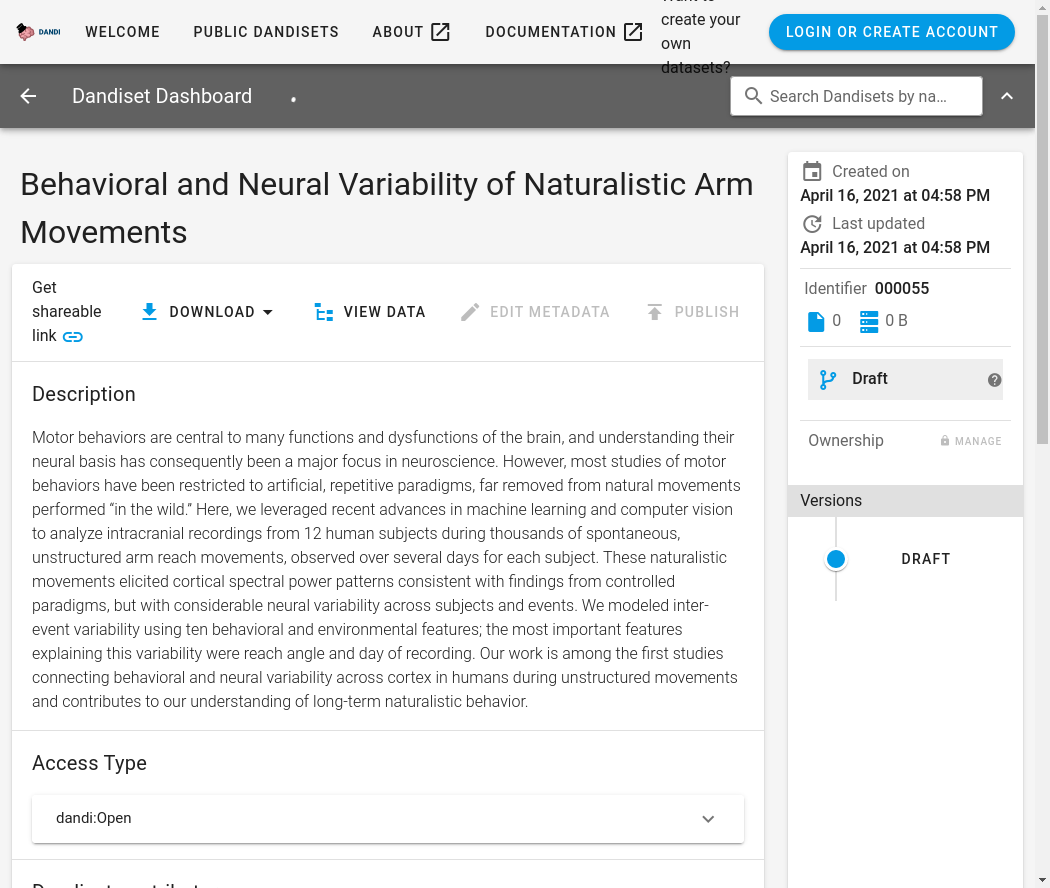 DANDI
WELCOME
PUBLIC DANDISETS
ABOUT
DOCUMENTATION
create your
own
datasets?
LOGIN OR CREATE ACCOUNT
Dandiset Dashboard
Search Dandisets by na…
Behavioral and Neural Variability of Naturalistic Arm
Movements
Get
shareable
link
DOWNLOAD
VIEW DATA
EDIT METADATA
PUBLISH
Description
Motor behaviors are central to many functions and dysfunctions of the brain, and understanding their
neural basis has consequently been a major focus in neuroscience. However, most studies of motor
behaviors have been restricted to artificial, repetitive paradigms, far removed from natural movements
performed “in the wild.” Here, we leveraged recent advances in machine learning and computer vision
to analyze intracranial recordings from 12 human subjects during thousands of spontaneous,
unstructured arm reach movements, observed over several days for each subject. These naturalistic
movements elicited cortical spectral power patterns consistent with findings from controlled
paradigms, but with considerable neural variability across subjects and events. We modeled inter-
event variability using ten behavioral and environmental features; the most important features
explaining this variability were reach angle and day of recording. Our work is among the first studies
connecting behavioral and neural variability across cortex in humans during unstructured movements
and contributes to our understanding of long-term naturalistic behavior.
Access Type
dandi:Open
Created on
April 16, 2021 at 04:58 PM
Last updated
April 16, 2021 at 04:58 PM
Identifier 000055
0
0 B
Draft
Ownership
MANAGE
Versions
DRAFT